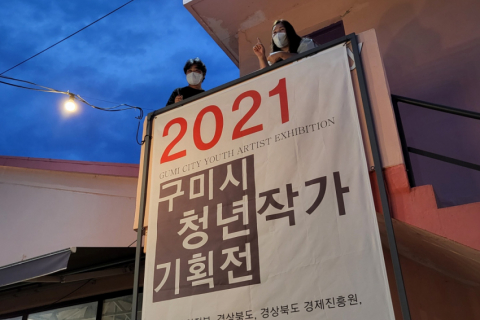 2021
GUMI CITY YOUTH ARTIST EXHIBITION
구미시
청년작가
기획전
경상북도, 경상북도 경제진흥원,